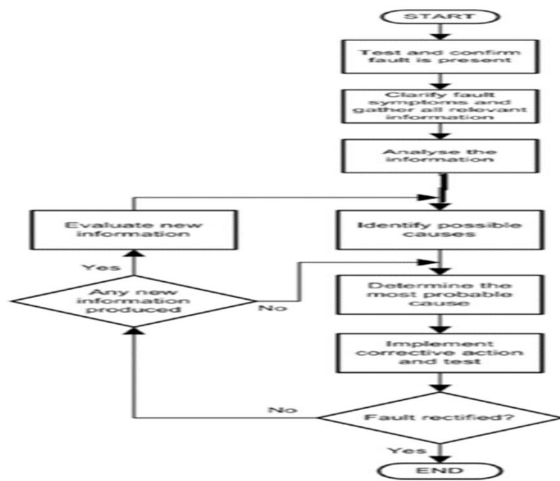 START
Test and confirm
fault is present
Clarify fault
symptoms and
gather all relevant
information
Analyse the
information
Evaluate new
information
Identify possible
causes
Yes
Any new
information
produced
No
Determine the
most probable
cause
Implement
corrective action
and test
No
Fault rectified?
Yes
END